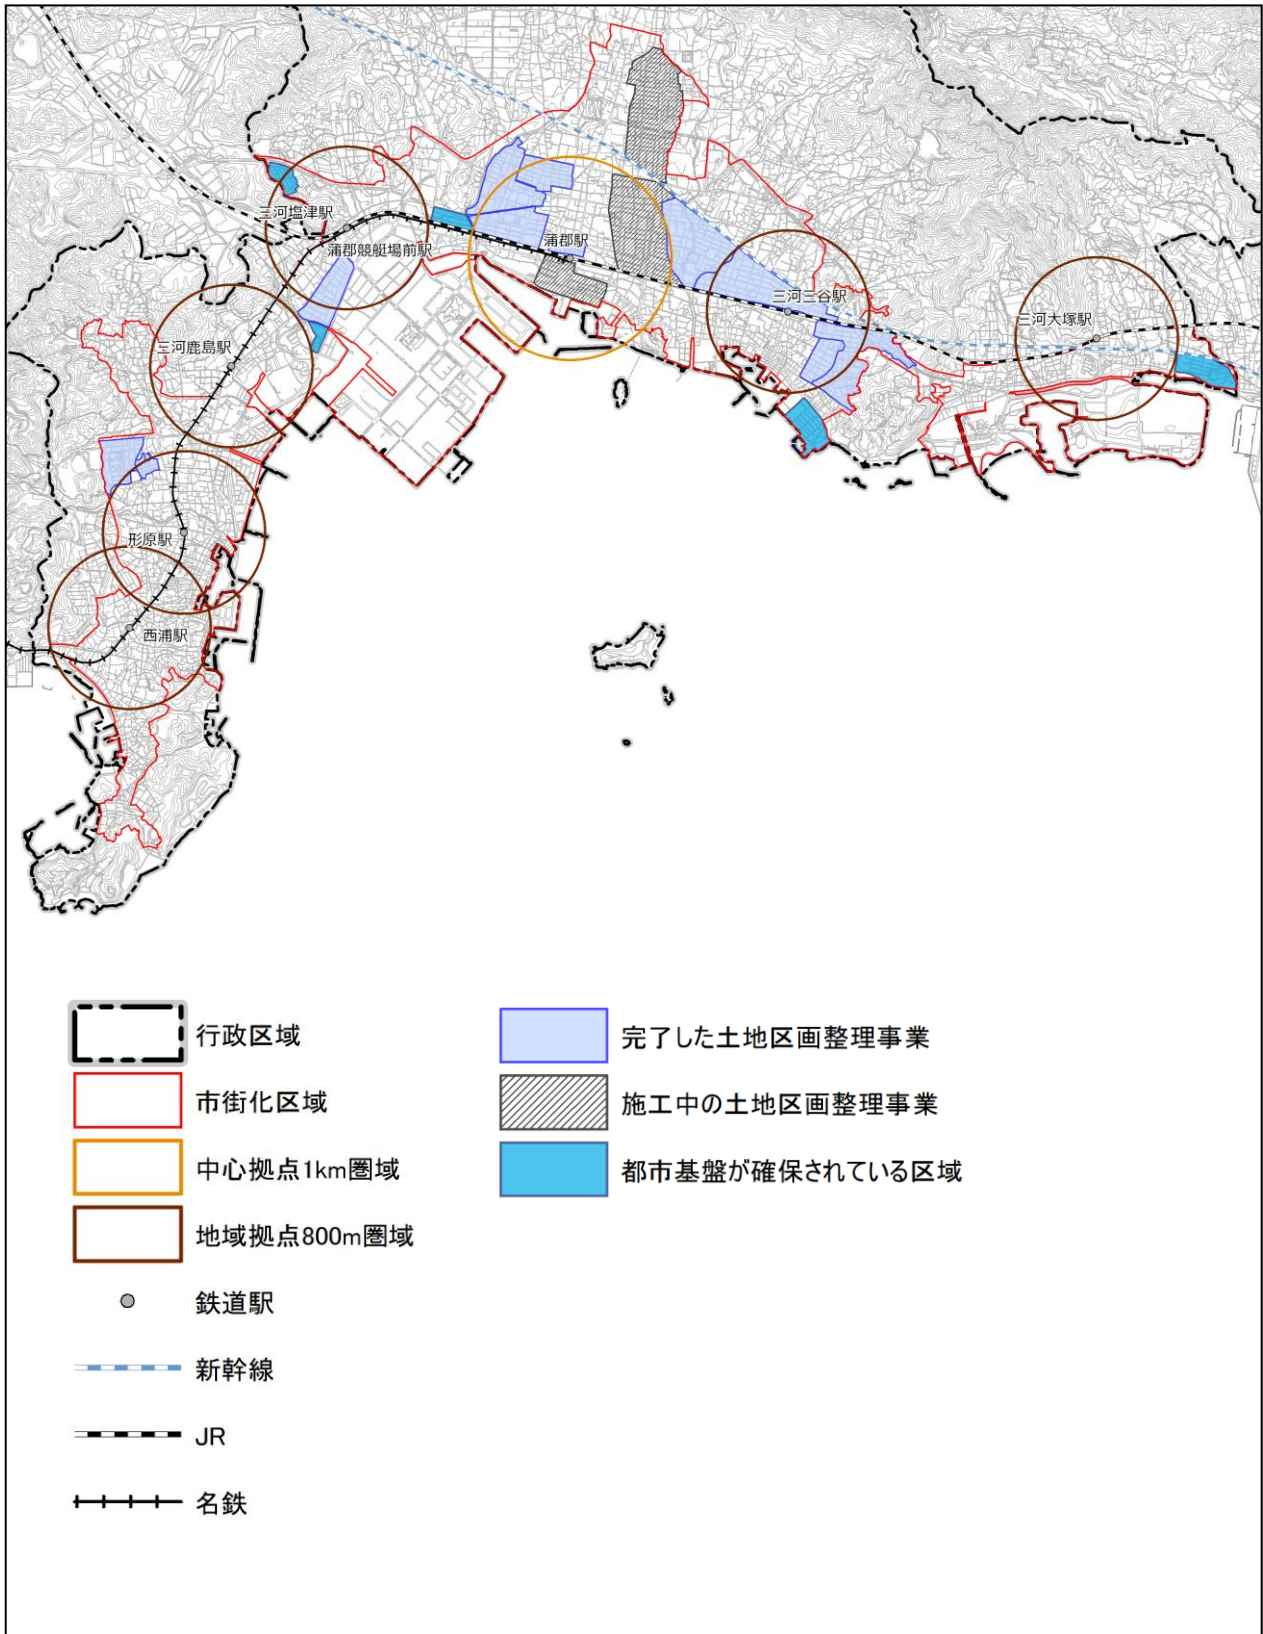 三河塩津駅
蒲郡競艇場前駅
蒲郡駅
三河三谷駅
三河大塚駅
三河鹿島駅
形原駅
西浦駅
行政区域
市街化区域
中心拠点1km圏域
地域拠点800m圏域
鉄道駅
新幹線
JR
名鉄
完了した土地区画整理事業
施工中の土地区画整理事業
都市基盤が確保されている区域